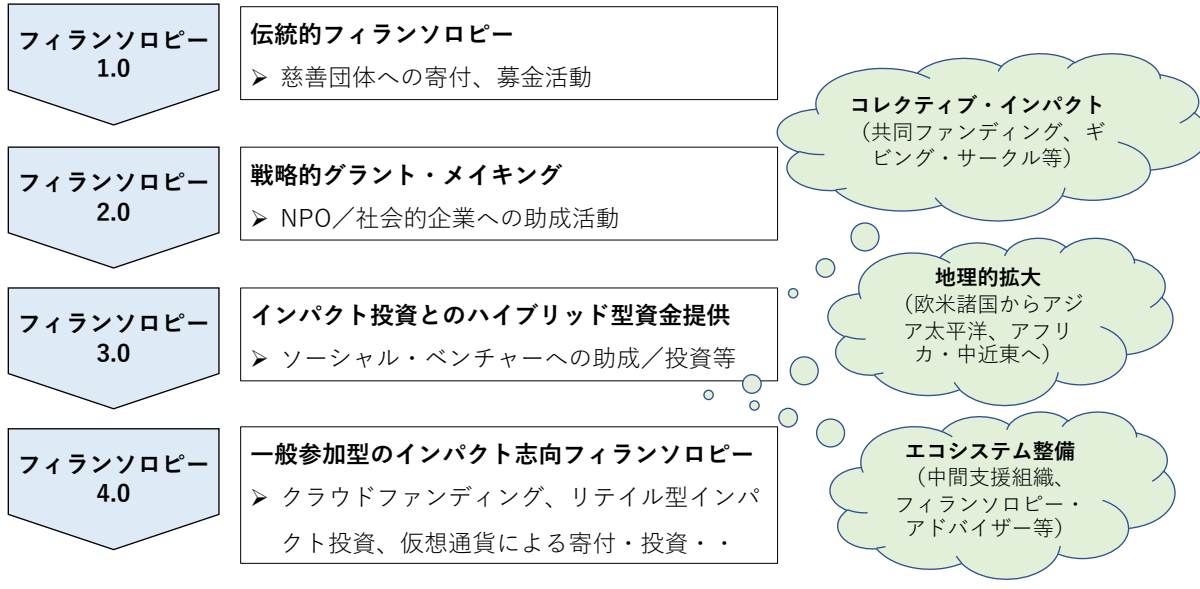 フィランソロピー
1.0
伝統的フィランソロピー
➢ 慈善団体への寄付、募金活動
フィランソロピー
2.0
戦略的グラント・メイキング
➢ NPO／社会的企業への助成活動
フィランソロピー
3.0
インパクト投資とのハイブリッド型資金提供
➢ ソーシャル・ベンチャーへの助成／投資等
フィランソロピー
4.0
一般参加型のインパクト志向フィランソロピー
➢ クラウドファンディング、リテイル型インパ
クト投資、仮想通貨による寄付・投資・・
コレクティブ・インパクト
（共同ファンディング、ギ
ビング・サークル等）
地理的拡大
（欧米諸国からアジ
ア太平洋、アフリ
カ・中近東へ）
エコシステム整備
（中間支援組織、
フィランソロピー・
アドバイザー等）